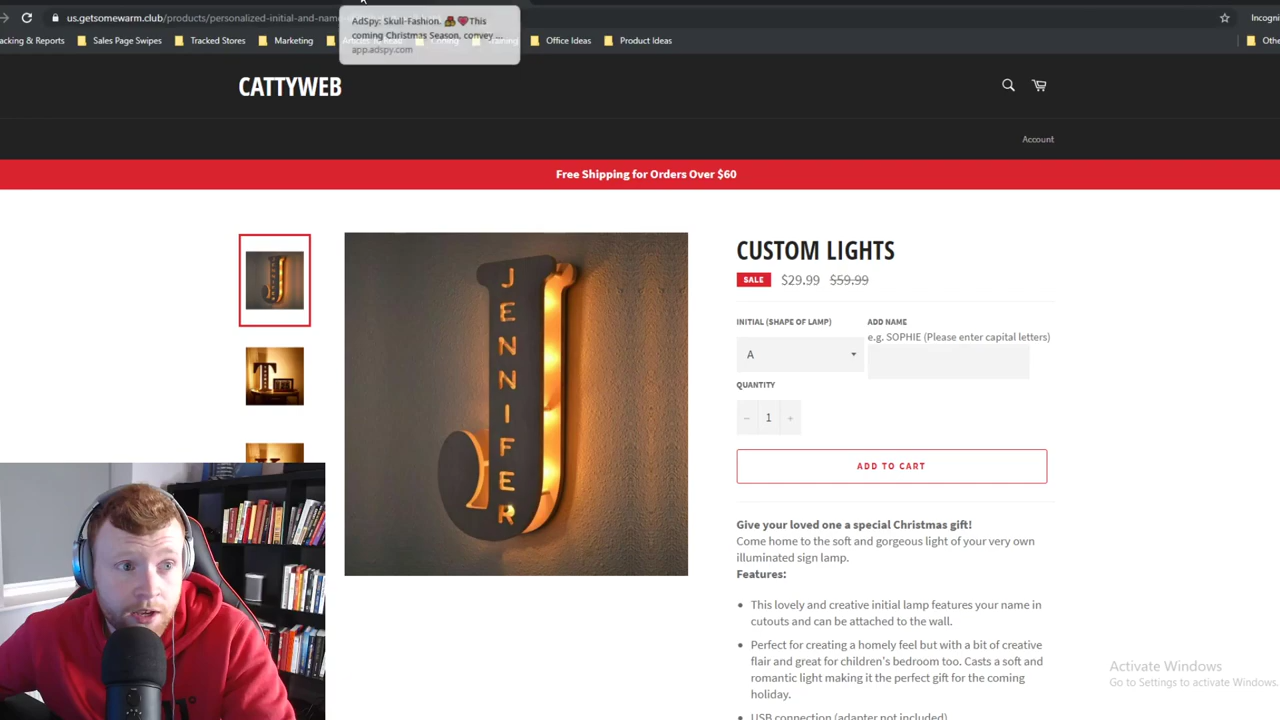 AdSpy: Skull-Fashion. 🎄❤️This
coming Christmas Season, convey ...
app.adspy.com
us.getsomewarm.club/products/personalized-initial-and-name
Incogni
acking & Reports
Sales Page Swipes
Tracked Stores
Marketing
Training
Office Ideas
Product Ideas
Othe
CATTYWEB
Account
Free Shipping for Orders Over $60
JENNIFER
CUSTOM LIGHTS
SALE $29.99 $59.99
INITIAL (SHAPE OF LAMP)
A
ADD NAME
e.g. SOPHIE (Please enter capital letters)
QUANTITY
− 1 +
ADD TO CART
Give your loved one a special Christmas gift!
Come home to the soft and gorgeous light of your very own
illuminated sign lamp.
Features:
• This lovely and creative initial lamp features your name in
cutouts and can be attached to the wall.
• Perfect for creating a homely feel but with a bit of creative
flair and great for children's bedroom too. Casts a soft and
romantic light making it the perfect gift for the coming
holiday.
• USB connection (adapter not included)
Activate Windows
Go to Settings to activate Windows.